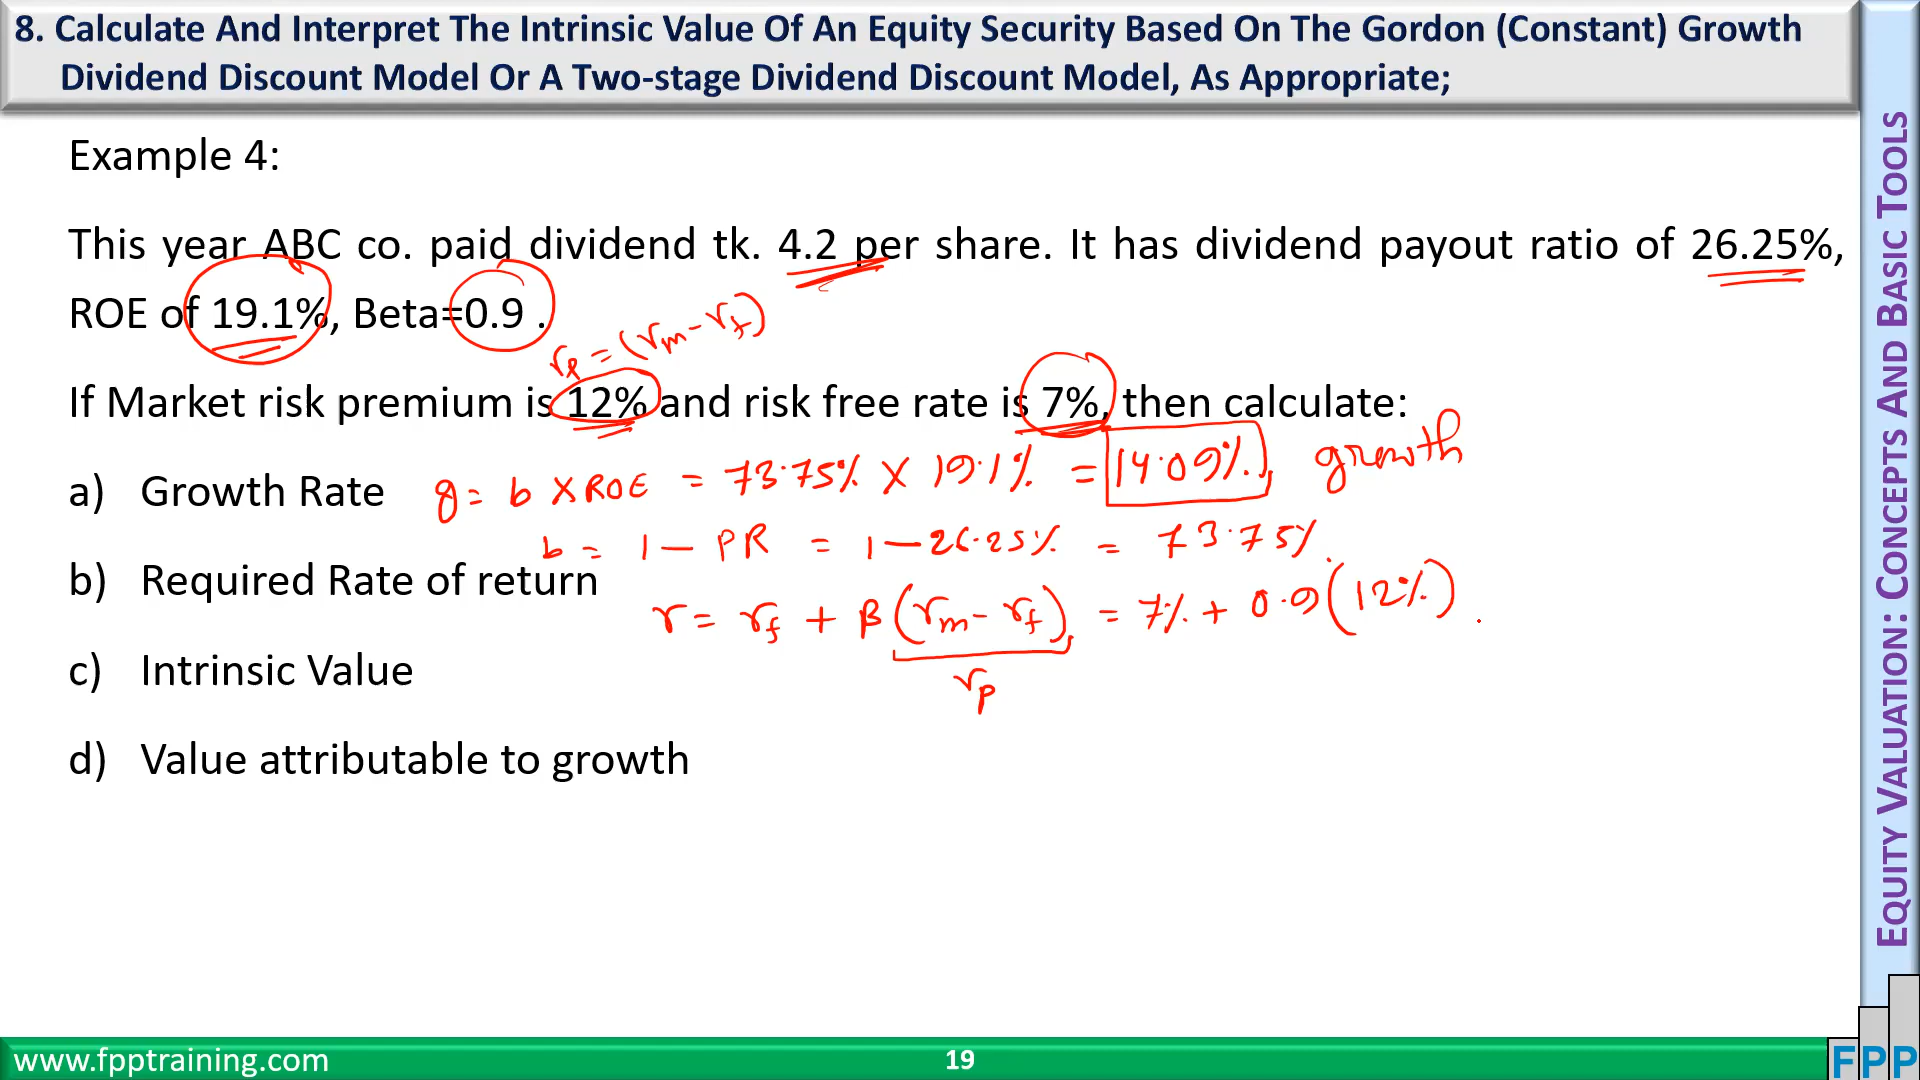 8. Calculate And Interpret The Intrinsic Value Of An Equity Security Based On The Gordon (Constant) Growth
Dividend Discount Model Or A Two-stage Dividend Discount Model, As Appropriate;
Example 4:
This year ABC co. paid dividend tk. 4.2 per share. It has dividend payout ratio of 26.25%,
ROE of 19.1%, Beta=0.9 .
rp = (rm - rf)
If Market risk premium is 12% and risk free rate is 7%, then calculate:
a) Growth Rate g = b X ROE = 73.75% X 19.1% = 14.09%, growth
b = 1 - PR = 1 - 26.25% = 73.75%.
b) Required Rate of return
r = rf + β (rm - rf) = 7% + 0.9 (12%) .
rp
c) Intrinsic Value
d) Value attributable to growth
EQUITY VALUATION: CONCEPTS AND BASIC TOOLS
www.fpptraining.com
19
FPP